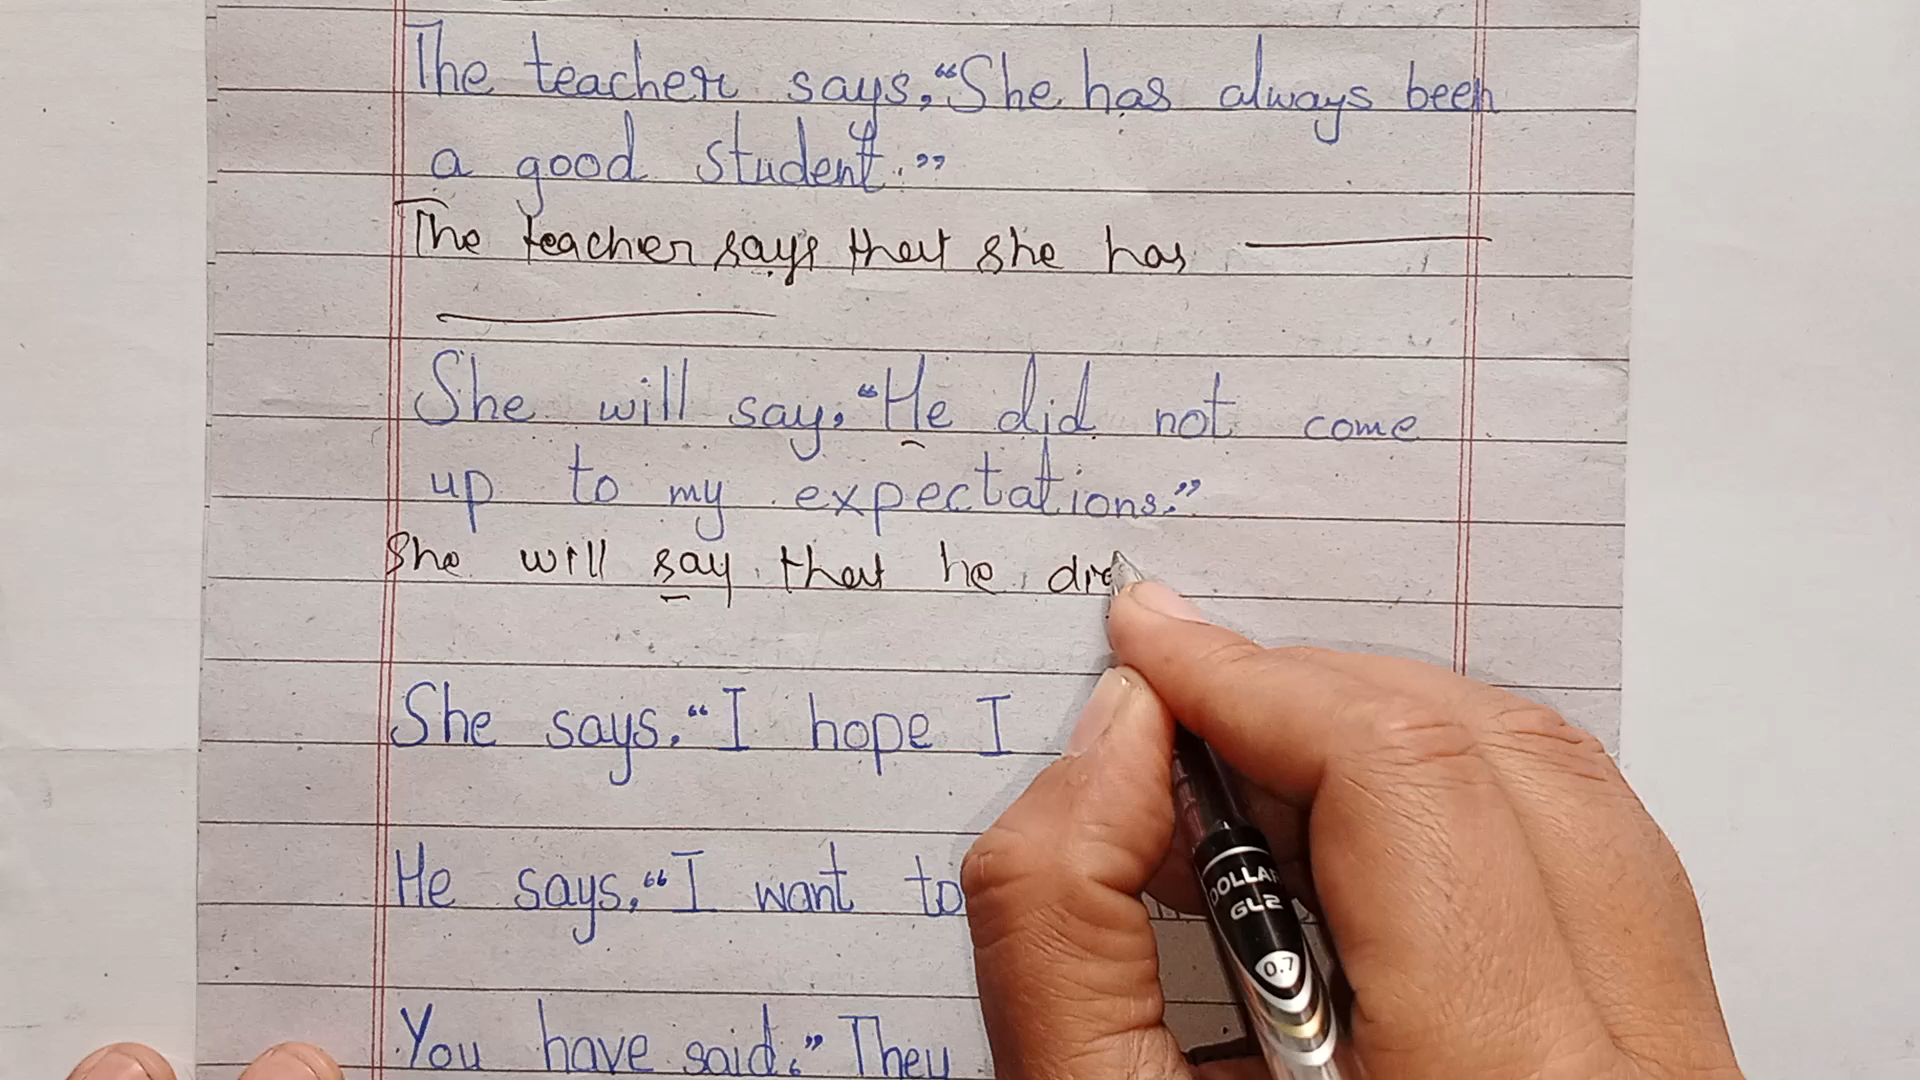 The teacher says, “She has always been
a good student.”
The teacher says that she has
She will say, “He did not come
up to my expectations.”
She will say that he did
She says, “I hope I
He says, “I want to
You have said, ” They
DOLLAR
GL2
0.7